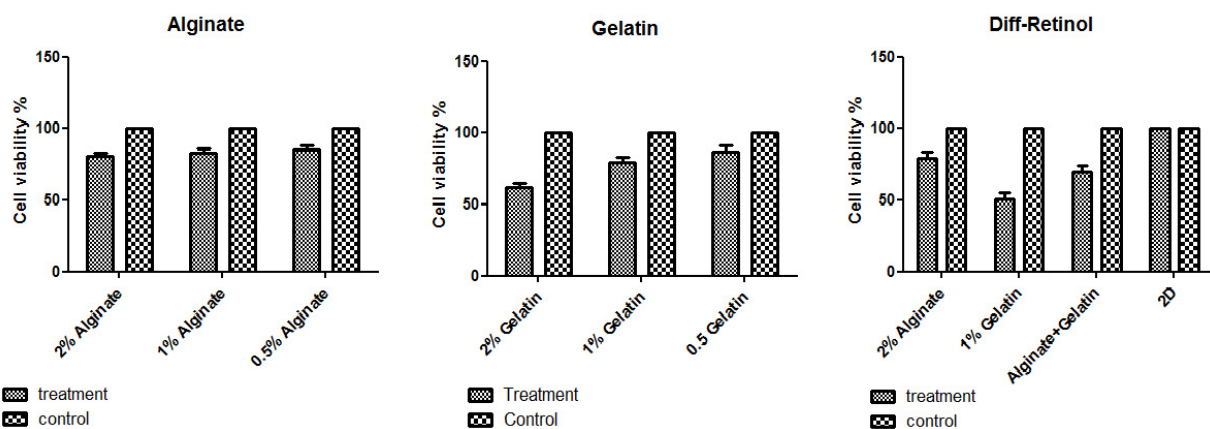 Alginate
Cell viability %
150
100
50
0
2% Alginate
1% Alginate
0.5% Alginate
treatment
control
Gelatin
Cell viability %
150
100
50
0
2% Gelatin
1% Gelatin
0.5 Gelatin
Treatment
Control
Diff-Retinol
Cell viability %
150
100
50
0
2% Alginate
1% Gelatin
Alginate+Gelatin
2D
treatment
control